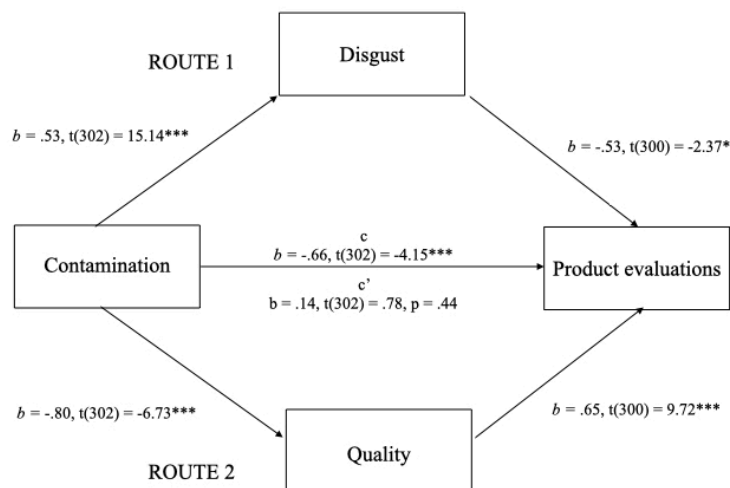 Disgust
ROUTE 1
b = .53, t(302) = 15.14***
b = -.53, t(300) = -2.37*
c
b = -.66, t(302) = -4.15***
Contamination
Product evaluations
c’
b = .14, t(302) = .78, p = .44
b = -.80, t(302) = -6.73***
b = .65, t(300) = 9.72***
Quality
ROUTE 2